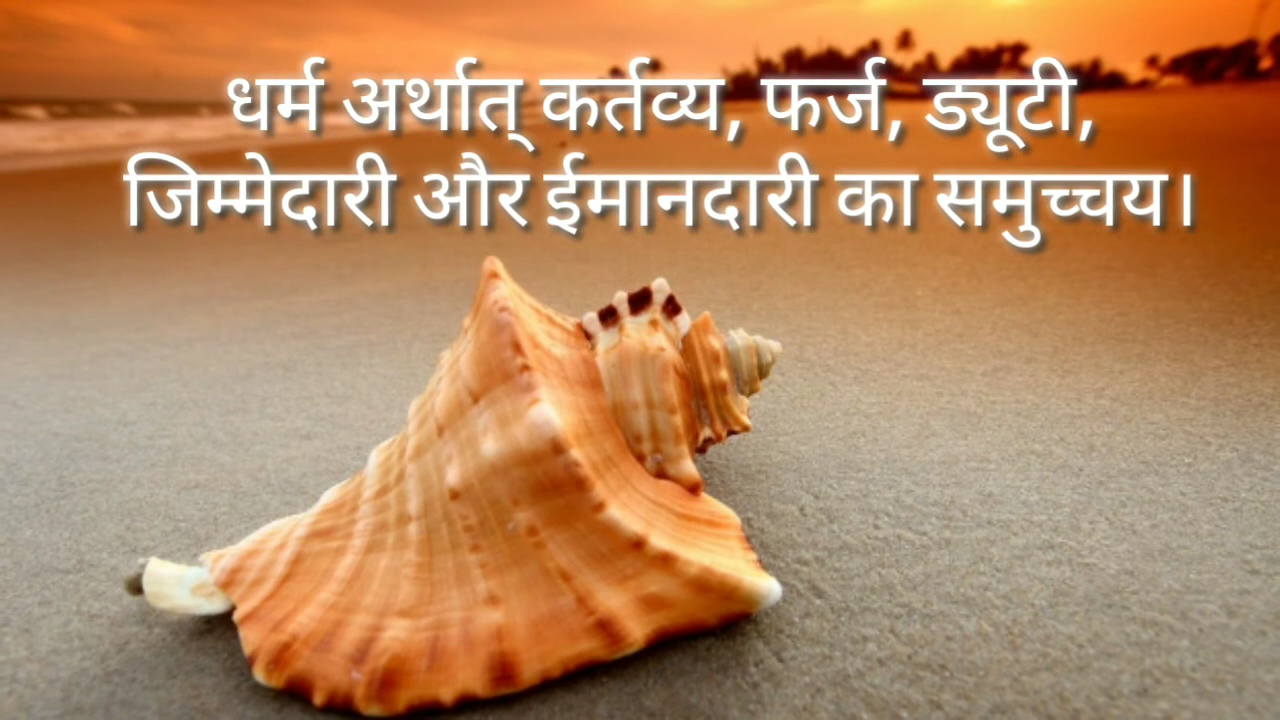 धर्म अर्थात् कर्तव्य, फर्ज, ड्यूटी,
जिम्मेदारी और ईमानदारी का समुच्चय।